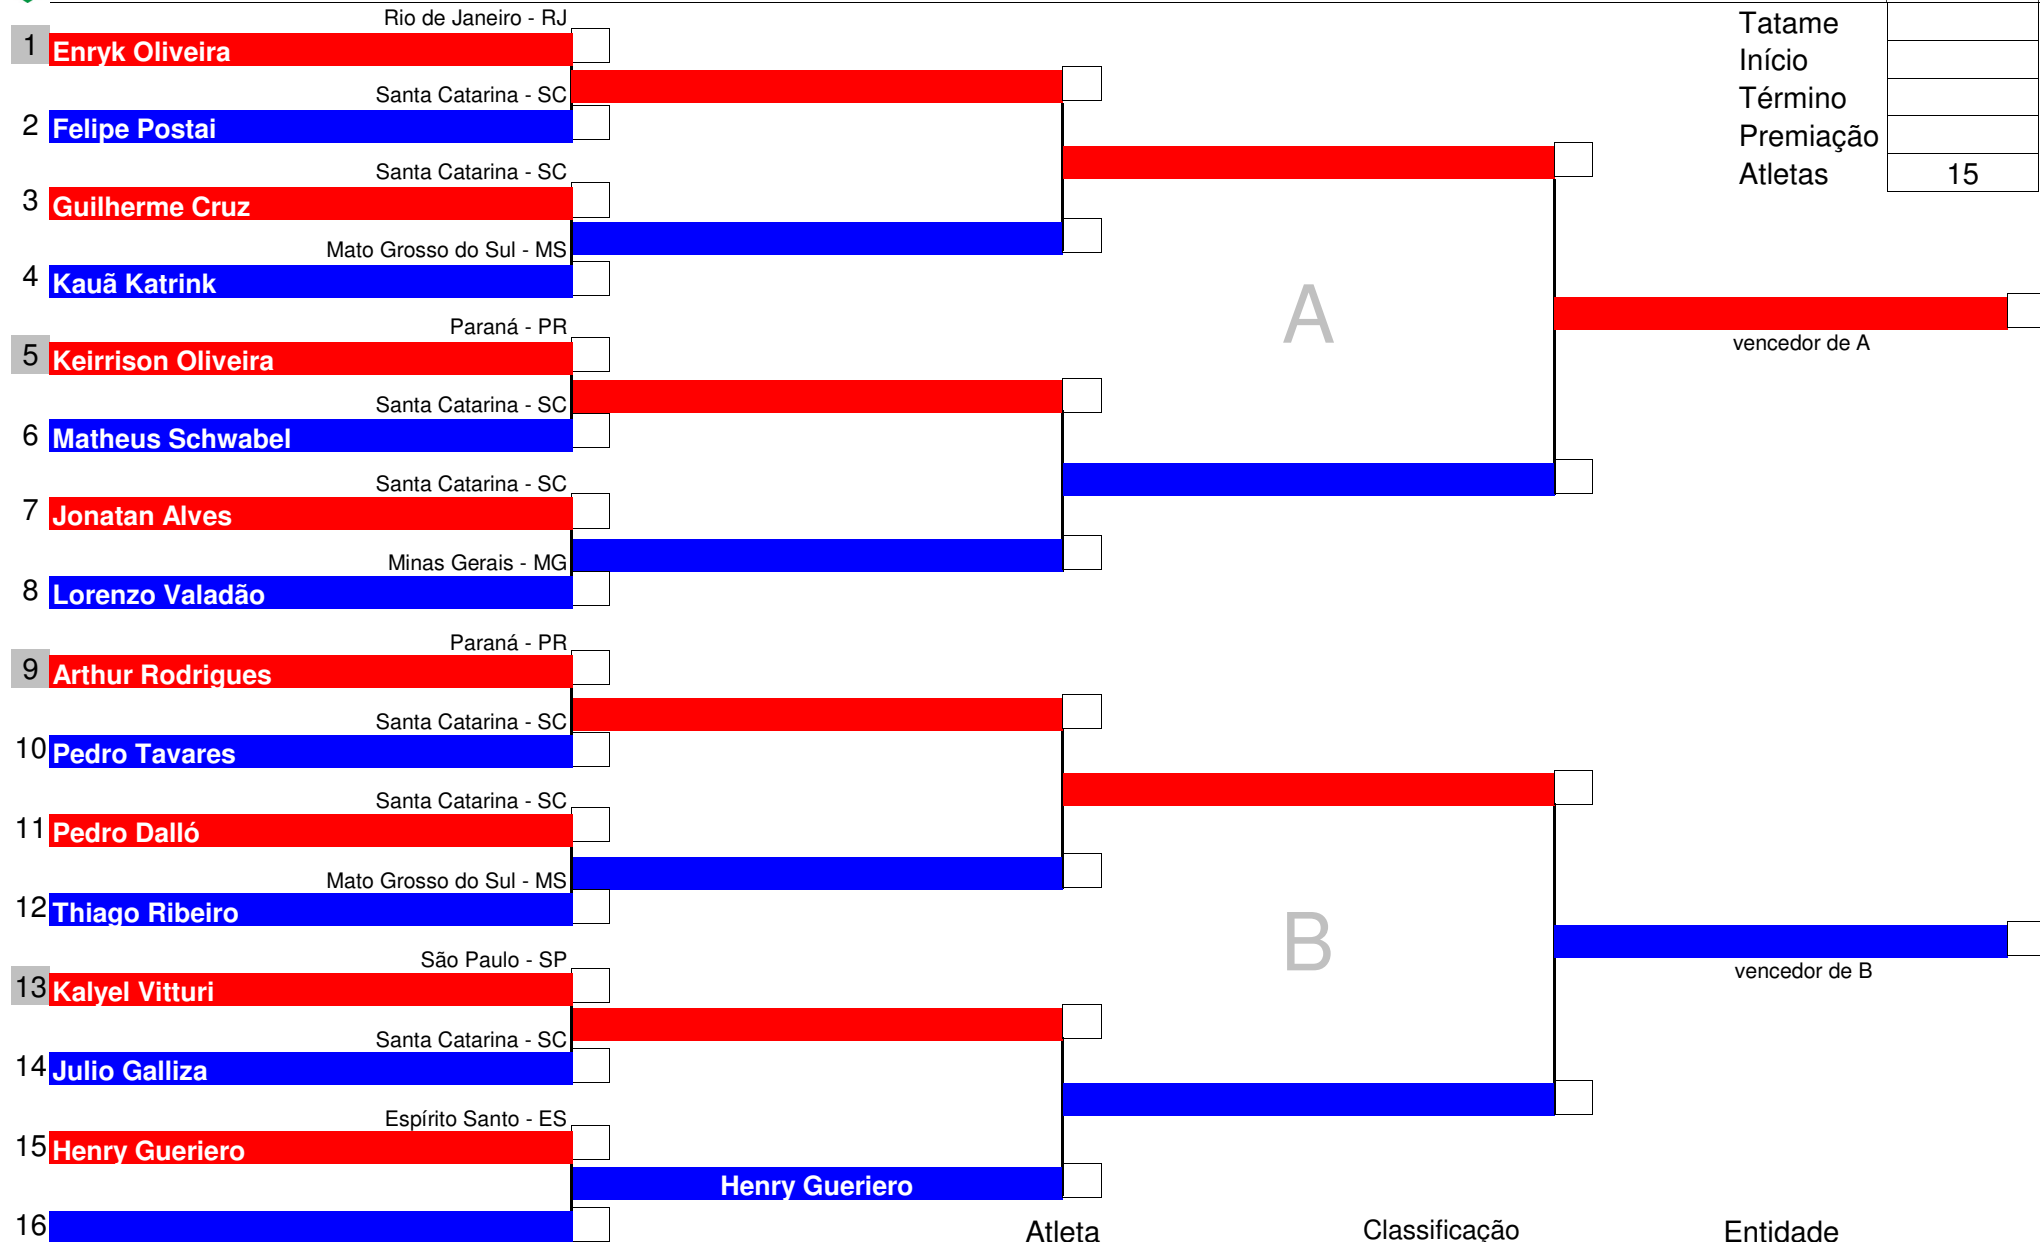 Rio de Janeiro - RJ
1 Enryk Oliveira
Santa Catarina - SC
2 Felipe Postai
Santa Catarina - SC
3 Guilherme Cruz
Mato Grosso do Sul - MS
4 Kauã Katrink
Paraná - PR
5 Keirrison Oliveira
Santa Catarina - SC
6 Matheus Schwabel
Santa Catarina - SC
7 Jonatan Alves
Minas Gerais - MG
8 Lorenzo Valadão
Paraná - PR
9 Arthur Rodrigues
Santa Catarina - SC
10 Pedro Tavares
Santa Catarina - SC
11 Pedro Dalló
Mato Grosso do Sul - MS
12 Thiago Ribeiro
São Paulo - SP
13 Kalyel Vitturi
Santa Catarina - SC
14 Julio Galliza
Espírito Santo - ES
15 Henry Gueriero
16
Henry Gueriero
A
B
vencedor de A
vencedor de B
Tatame
Início
Término
Premiação
Atletas 15
Atleta Classificação Entidade